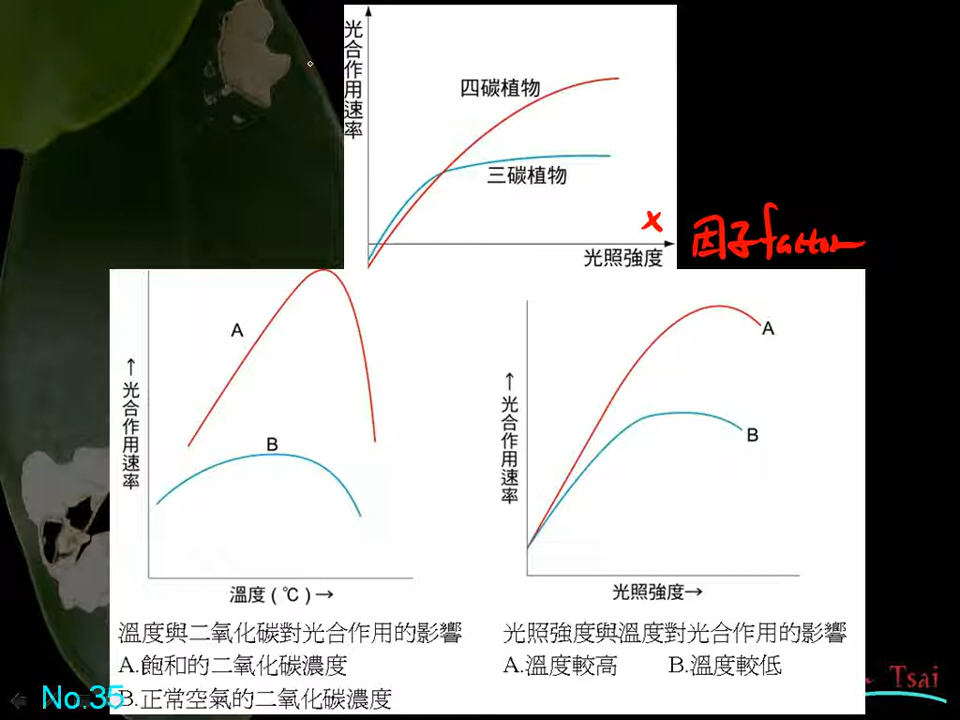 光合作用速率
四碳植物
三碳植物
光照強度
x 因子factor
↑光合作用速率
A
B
溫度(℃)→
溫度與二氧化碳對光合作用的影響
A.飽和的二氧化碳濃度
B.正常空氣的二氧化碳濃度
↑光合作用速率
A
B
光照強度→
光照強度與溫度對光合作用的影響
A.溫度較高 B.溫度較低
Tsai
No.35